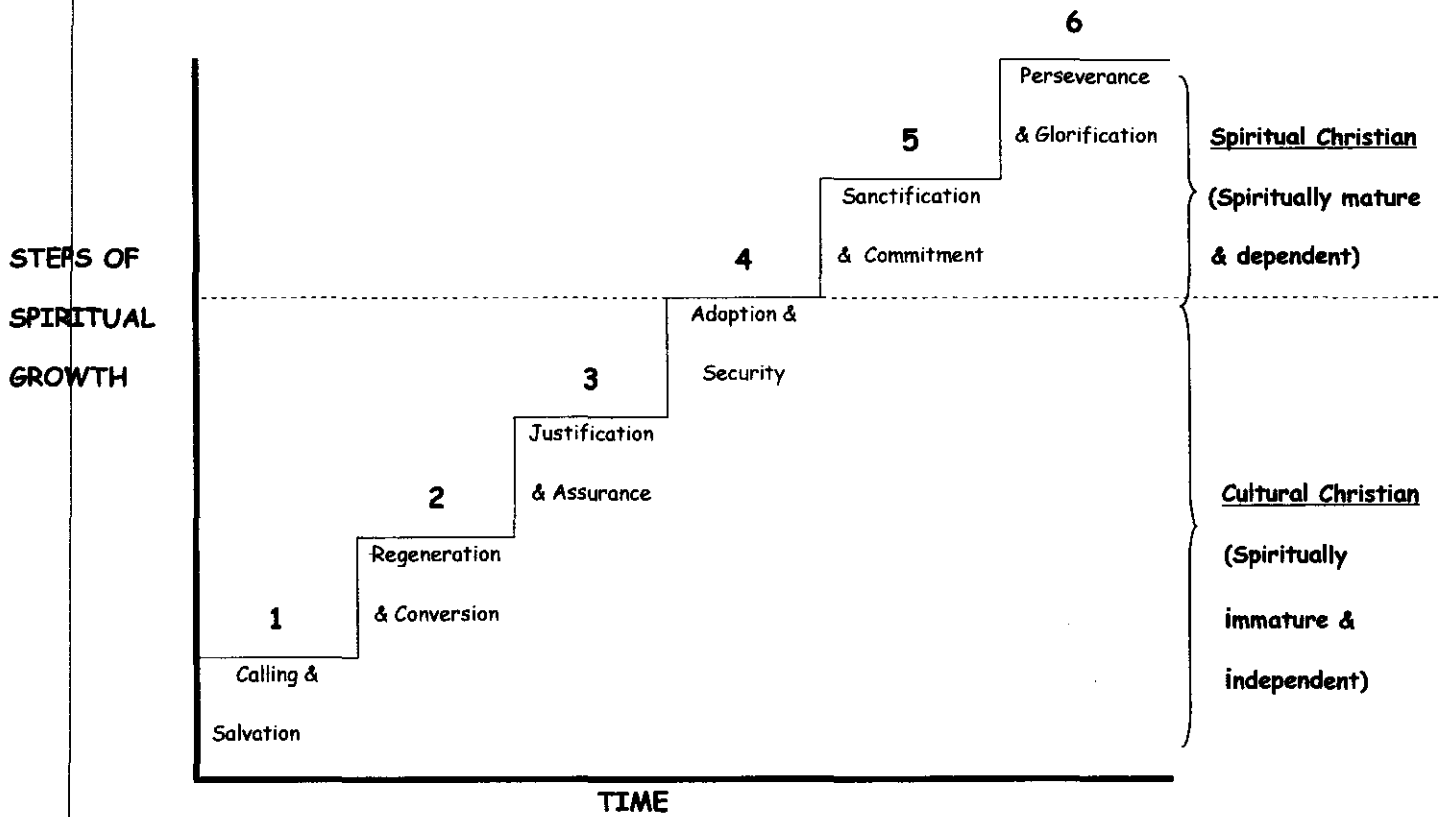 6
Perseverance
& Glorification
5
Sanctification
& Commitment
4
Adoption &
Security
3
Justification
& Assurance
2
Regeneration
& Conversion
1
Calling &
Salvation
STEPS OF
SPIRITUAL
GROWTH
Spiritual Christian
(Spiritually mature
& dependent)
Cultural Christian
(Spiritually
immature &
independent)
TIME